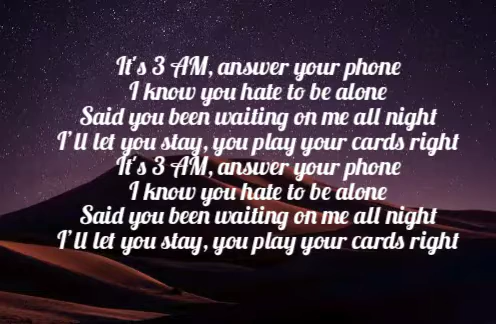 It's 3 AM, answer your phone
I know you hate to be alone
Said you been waiting on me all night
I'll let you stay, you play your cards right
It's 3 AM, answer your phone
I know you hate to be alone
Said you been waiting on me all night
I'll let you stay, you play your cards right